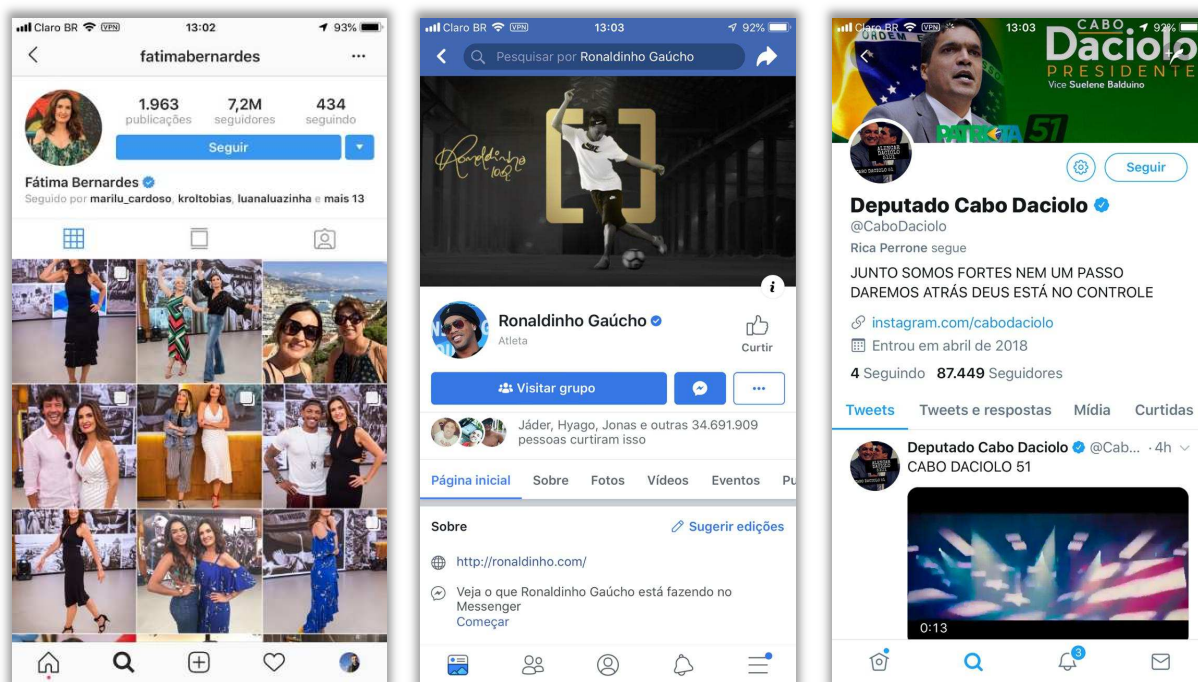 Claro BR VPN 13:02 93%
fatimabernardes ...
1.963 7,2M 434
publicações seguidores seguindo
Seguir
Fátima Bernardes
Seguido por marilu_cardoso, kroltobias, luanaluazinha e mais 13
Claro BR VPN 13:03 92%
Pesquisar por Ronaldinho Gaúcho
Ronaldinho
i
Ronaldinho Gaúcho
Atleta
Curtir
Visitar grupo
...
Jáder, Hyago, Jonas e outras 34.691.909
pessoas curtiram isso
Página inicial Sobre Fotos Vídeos Eventos Pu
Sobre Sugerir edições
http://ronaldinho.com/
Veja o que Ronaldinho Gaúcho está fazendo no
Messenger
Começar
Claro BR VPN 13:03 92%
ORDEM E
CABO
Daciolo
PRESIDENTE
Vice Suelene Balduino
PATRIOTA 51
Seguir
Deputado Cabo Daciolo
@CaboDaciolo
Rica Perrone segue
JUNTO SOMOS FORTES NEM UM PASSO
DAREMOS ATRÁS DEUS ESTÁ NO CONTROLE
instagram.com/cabodaciolo
Entrou em abril de 2018
4 Seguindo 87.449 Seguidores
Tweets Tweets e respostas Mídia Curtidas
Deputado Cabo Daciolo @Cab... · 4h
CABO DACIOLO 51
0:13
3